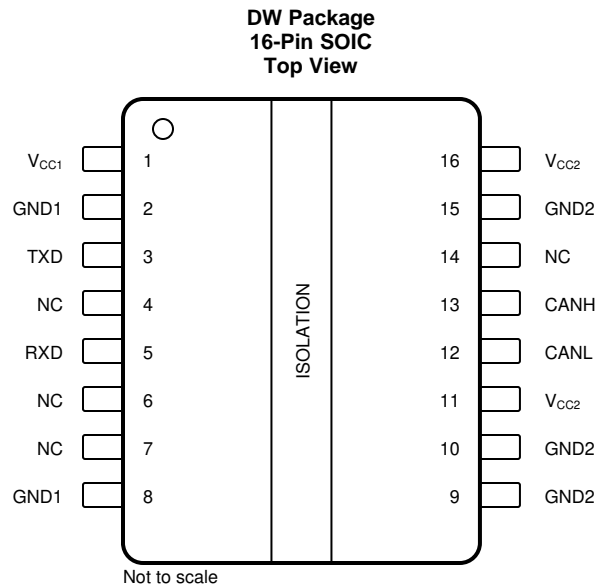 DW Package
16-Pin SOIC
Top View
VCC1 1 16 VCC2
GND1 2 15 GND2
TXD 3 14 NC
NC 4 13 CANH
RXD 5 12 CANL
NC 6 11 VCC2
NC 7 10 GND2
GND1 8 9 GND2
ISOLATION
Not to scale